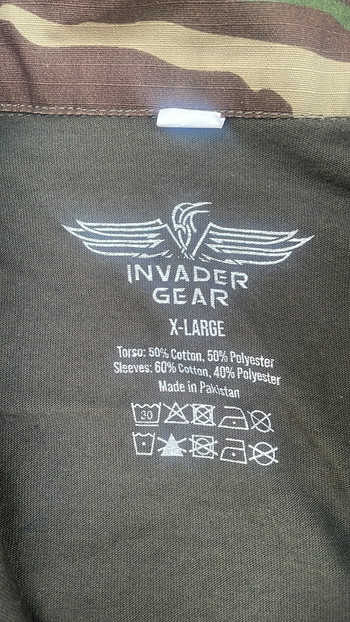 INVADER
GEAR
X-LARGE
Torso: 50% Cotton, 50% Polyester
Sleeves: 60% Cotton, 40% Polyester
Made in Pakistan
30